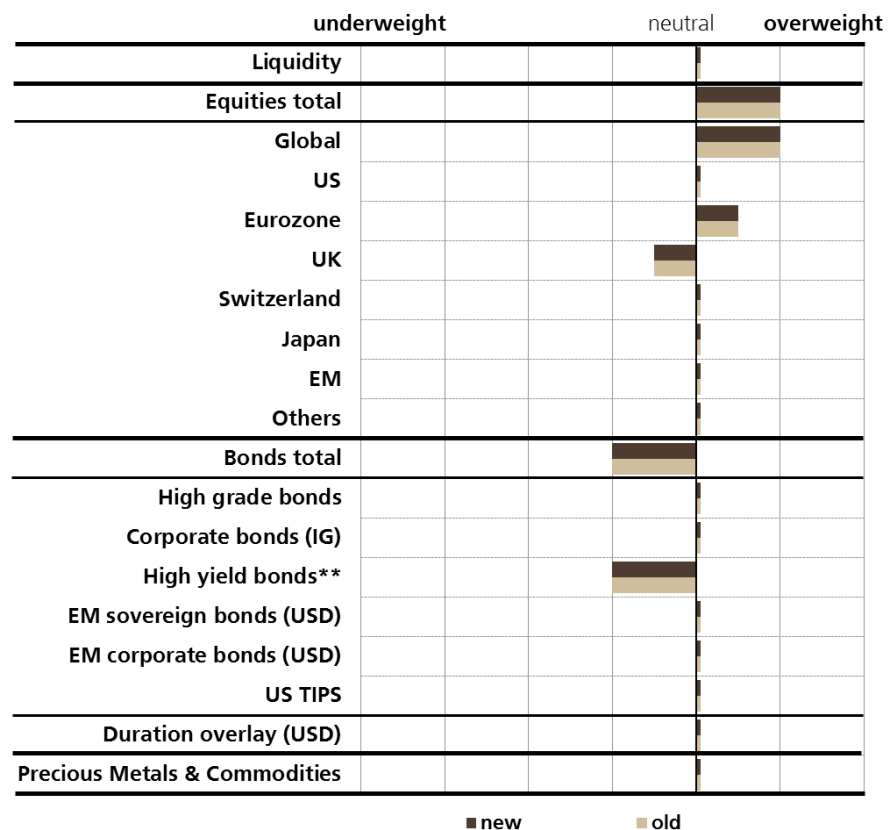 underweight neutral overweight
Liquidity
Equities total
Global
US
Eurozone
UK
Switzerland
Japan
EM
Others
Bonds total
High grade bonds
Corporate bonds (IG)
High yield bonds**
EM sovereign bonds (USD)
EM corporate bonds (USD)
US TIPS
Duration overlay (USD)
Precious Metals & Commodities
new old